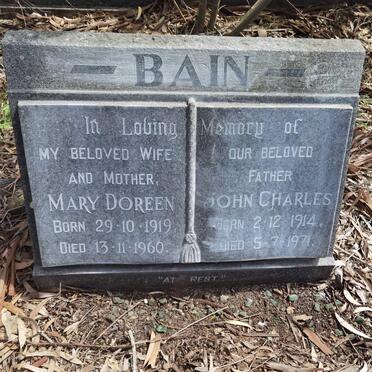 BAIN
In Loving Memory of
MY BELOVED WIFE
AND MOTHER,
MARY DOREEN
BORN 29·10·1919
DIED 13·11·1960.
OUR BELOVED
FATHER
JOHN CHARLES
BORN 2·12·1914
DIED 5·7·1971.
"AT REST."